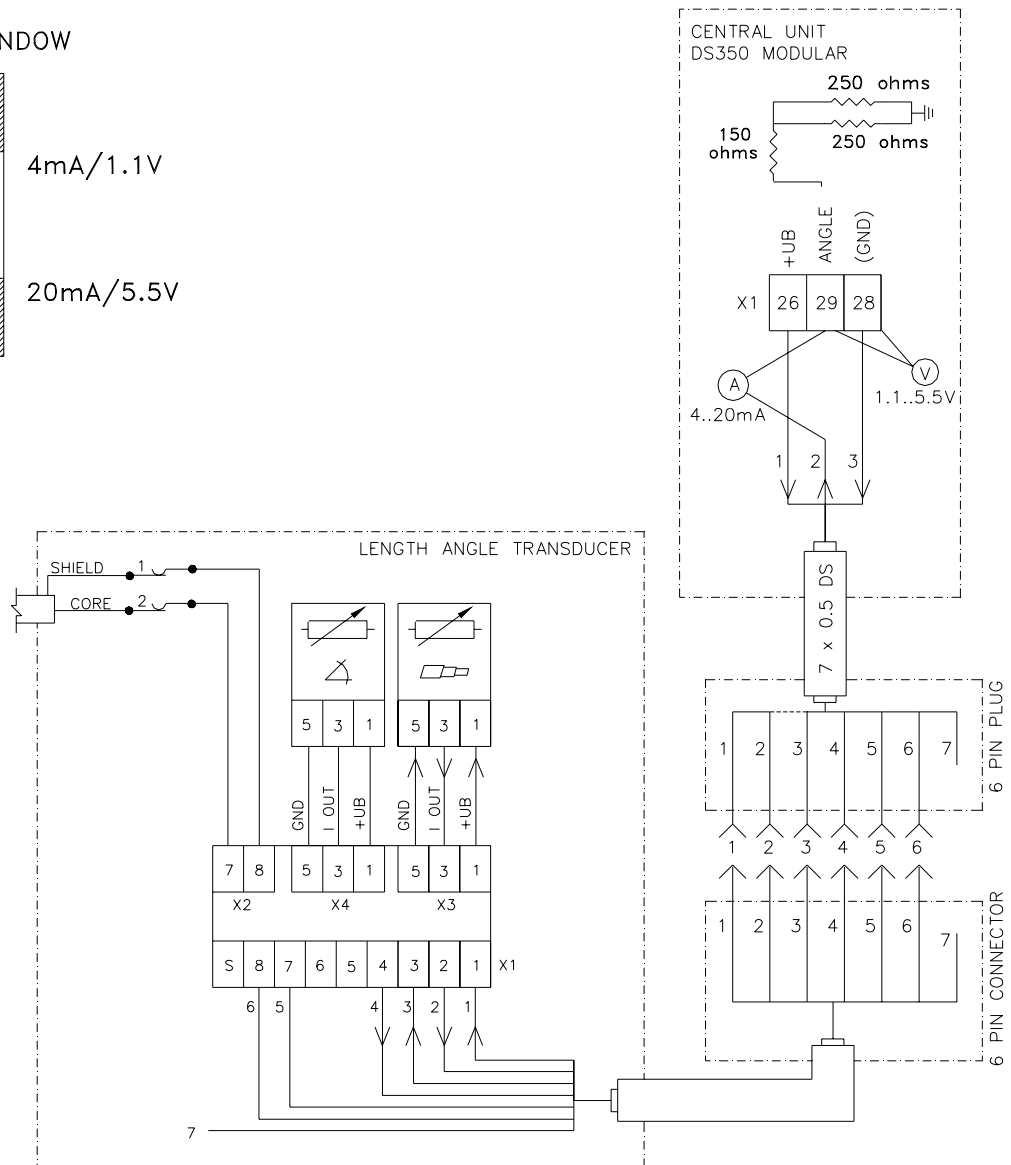 NDOW
4mA/1.1V
20mA/5.5V
CENTRAL UNIT
DS350 MODULAR
250 ohms
150
ohms
250 ohms
+UB
ANGLE
(GND)
X1 26 29 28
A
V
4..20mA
1.1..5.5V
1 2 3
7 x 0.5 DS
LENGTH ANGLE TRANSDUCER
SHIELD 1
CORE 2
5 3 1 5 3 1
GND
I OUT
+UB
GND
I OUT
+UB
7 8 5 3 1 5 3 1
X2 X4 X3
S 8 7 6 5 4 3 2 1 X1
6 5 4 3 2 1
7
1 2 3 4 5 6 7
6 PIN PLUG
1 2 3 4 5 6
1 2 3 4 5 6 7
6 PIN CONNECTOR